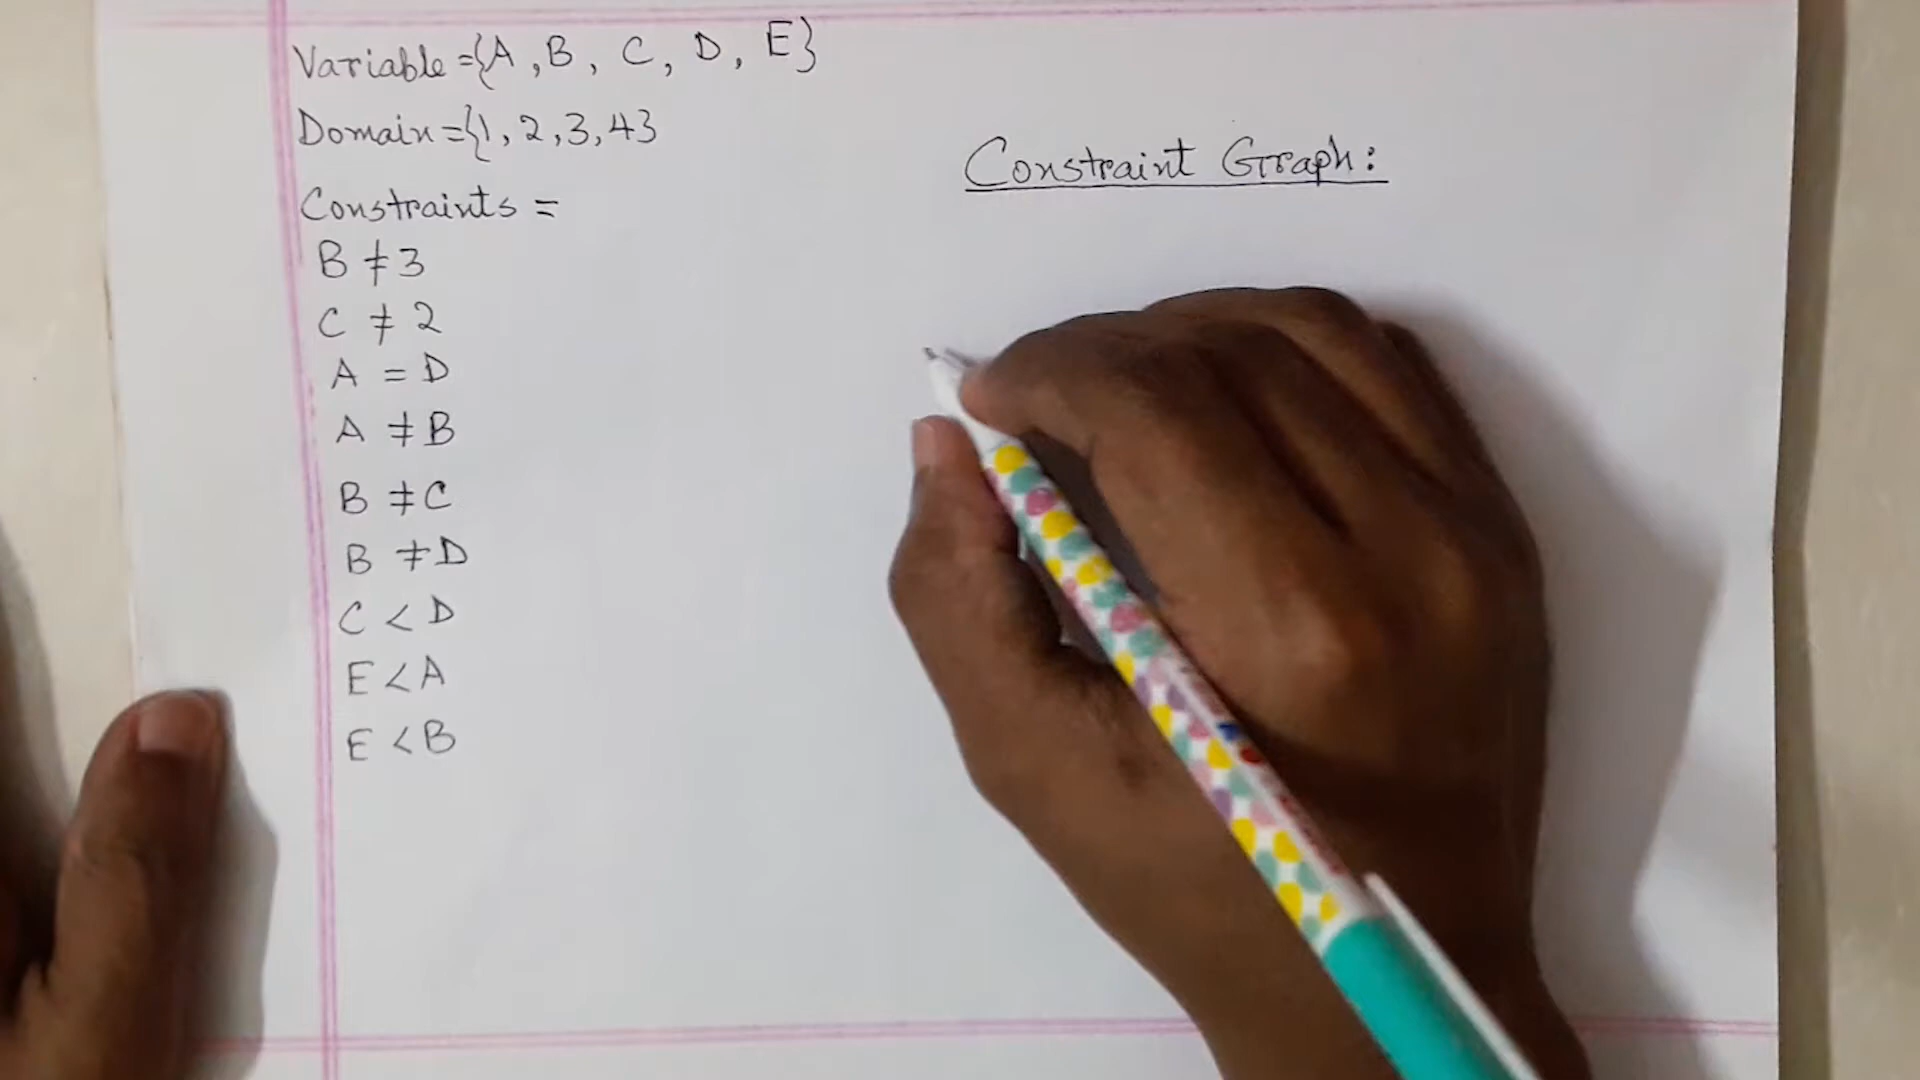 Variable={A, B, C, D, E}
Domain={1, 2, 3, 4}
Constraint Graph:
Constraints =
B ≠ 3
C ≠ 2
A = D
A ≠ B
B ≠ C
B ≠ D
C < D
E < A
E < B